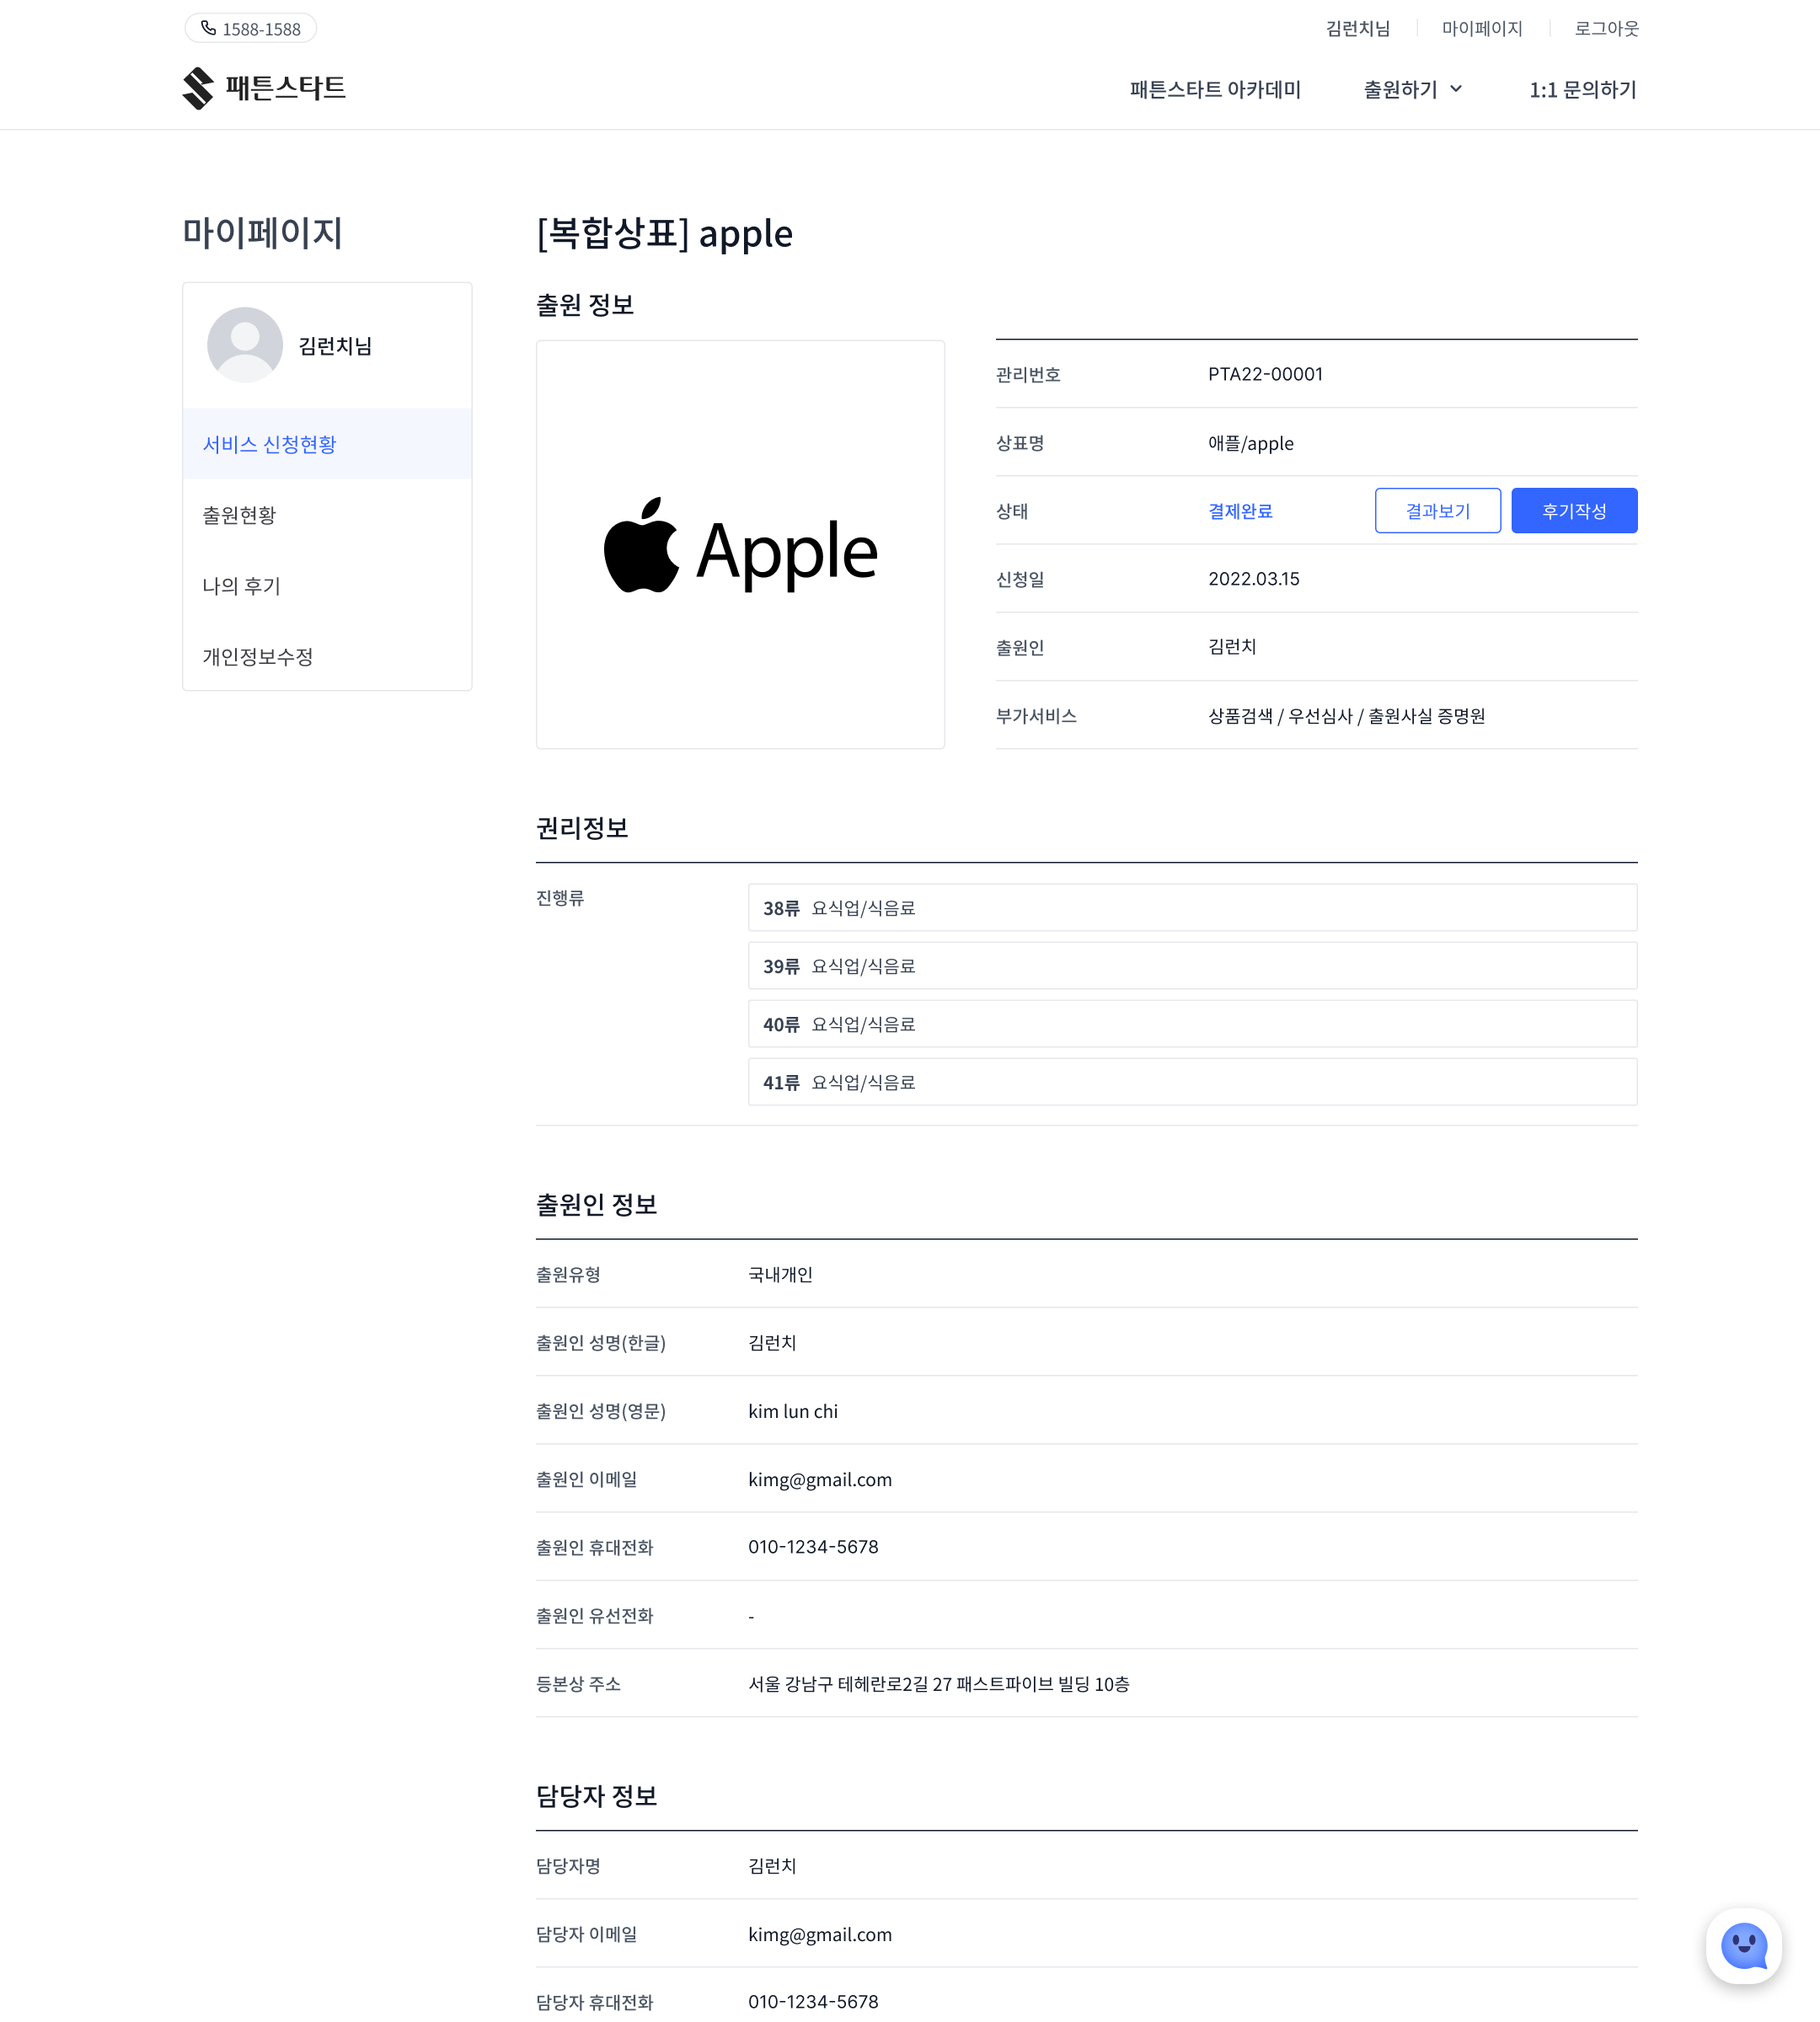 1588-1588
김런치님
마이페이지
로그아웃
패튼스타트
패튼스타트 아카데미
출원하기
1:1 문의하기
마이페이지
김런치님
서비스 신청현황
출원현황
나의 후기
개인정보수정
[복합상표] apple
출원 정보
Apple
관리번호 PTA22-00001
상표명 애플/apple
상태 결제완료 결과보기 후기작성
신청일 2022.03.15
출원인 김런치
부가서비스 상품검색 / 우선심사 / 출원사실 증명원
권리정보
진행류
38류 요식업/식음료
39류 요식업/식음료
40류 요식업/식음료
41류 요식업/식음료
출원인 정보
출원유형 국내개인
출원인 성명(한글) 김런치
출원인 성명(영문) kim lun chi
출원인 이메일 kimg@gmail.com
출원인 휴대전화 010-1234-5678
출원인 유선전화 -
등본상 주소 서울 강남구 테헤란로2길 27 패스트파이브 빌딩 10층
담당자 정보
담당자명 김런치
담당자 이메일 kimg@gmail.com
담당자 휴대전화 010-1234-5678